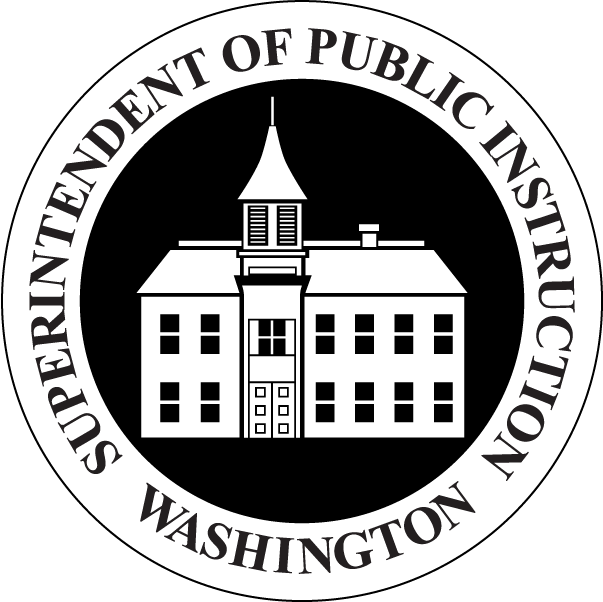 SUPERINTENDENT OF PUBLIC INSTRUCTION
WASHINGTON